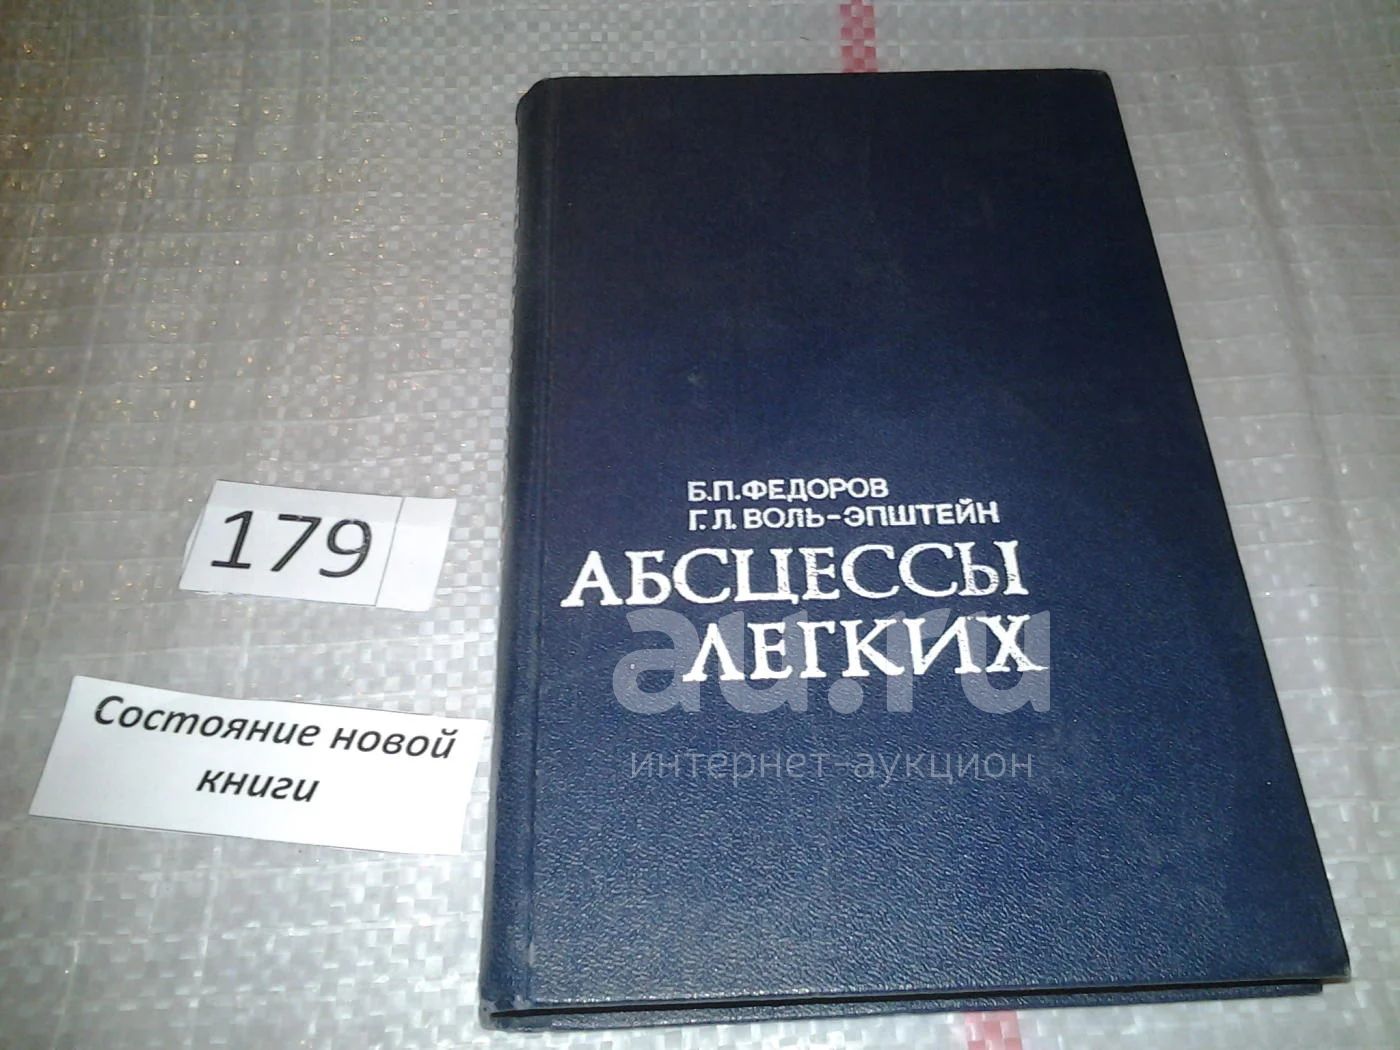 Б.П.ФЕДОРОВ
Г.Л.ВОЛЬ-ЭПШТЕЙН
АБСЦЕССЫ
ЛЕГКИХ
au.ru
интернет-аукцион
179
Состояние новой
книги